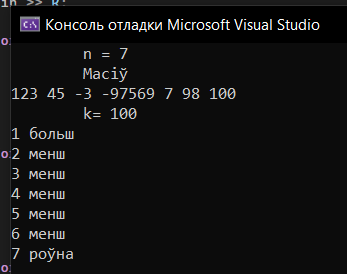 in >> k;
Консоль отладки Microsoft Visual Studio
n = 7
Масіў
123 45 -3 -97569 7 98 100
k= 100
1 больш
2 менш
3 менш
4 менш
5 менш
6 менш
7 роўна